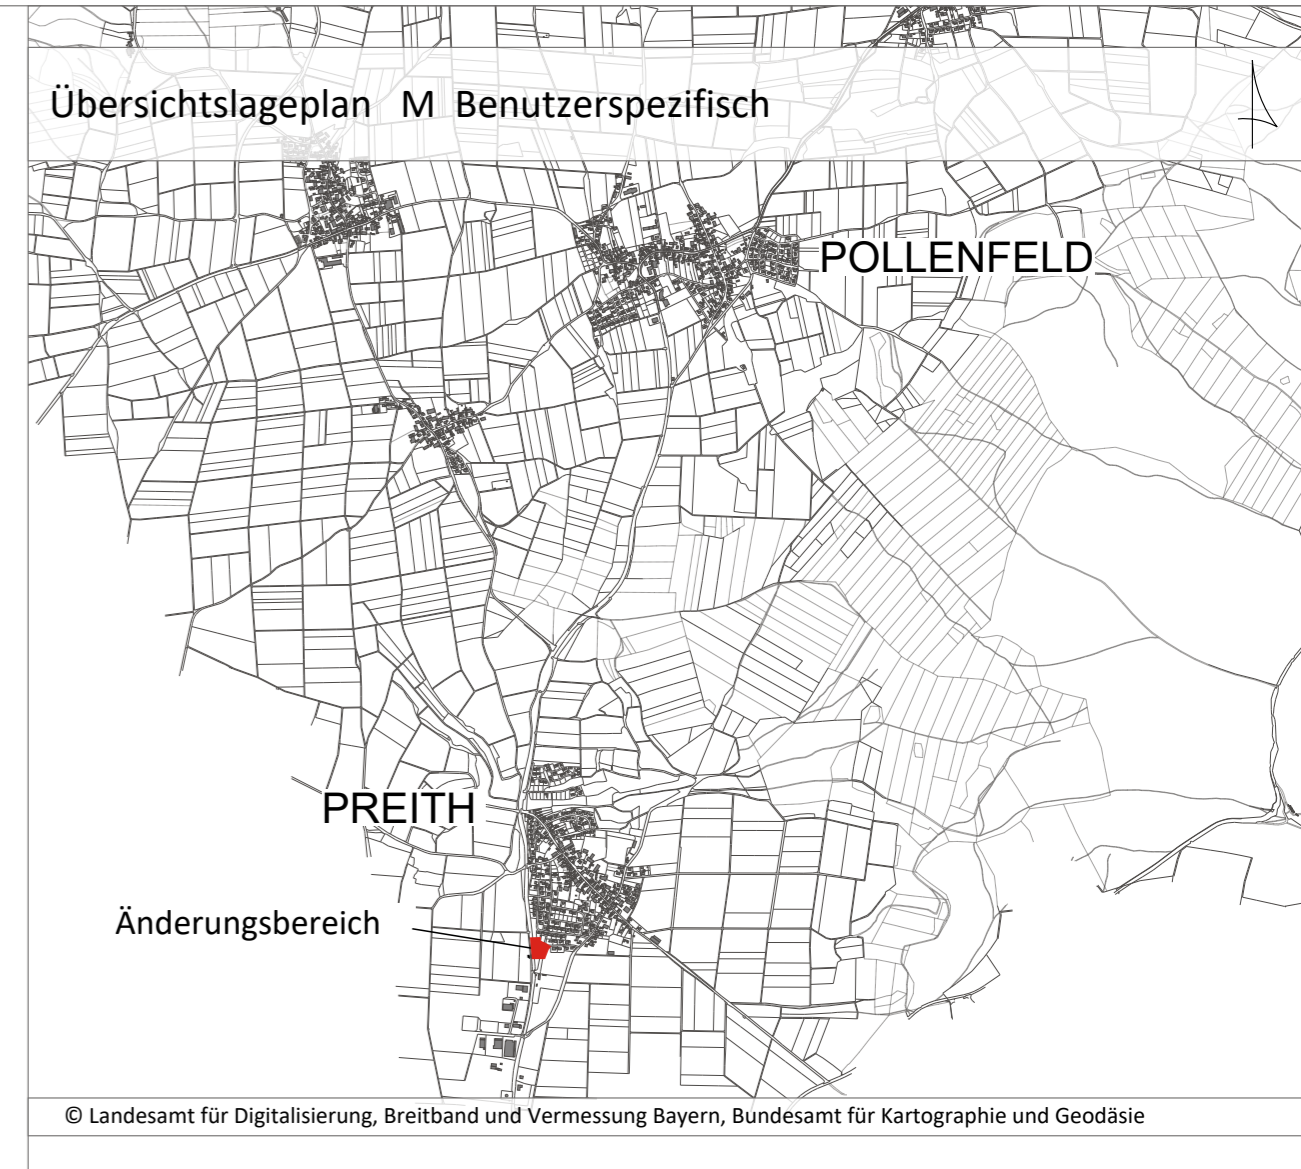 Übersichtslageplan M Benutzerspezifisch
POLLENFELD
PREITH
Änderungsbereich
© Landesamt für Digitalisierung, Breitband und Vermessung Bayern, Bundesamt für Kartographie und Geodäsie